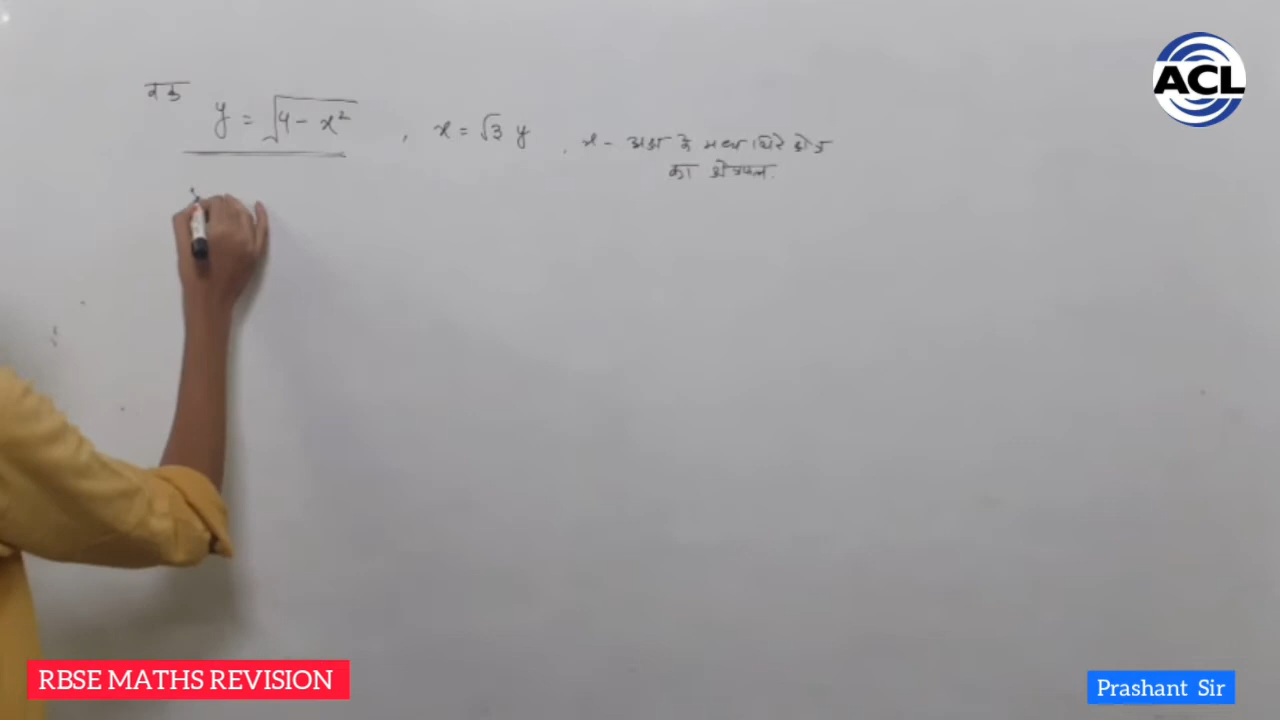 वक्र
y = √4 - x² , x = √3 y , x - अक्ष के मध्य घिरे क्षेत्र
का क्षेत्रफल.
ACL
RBSE MATHS REVISION
Prashant Sir